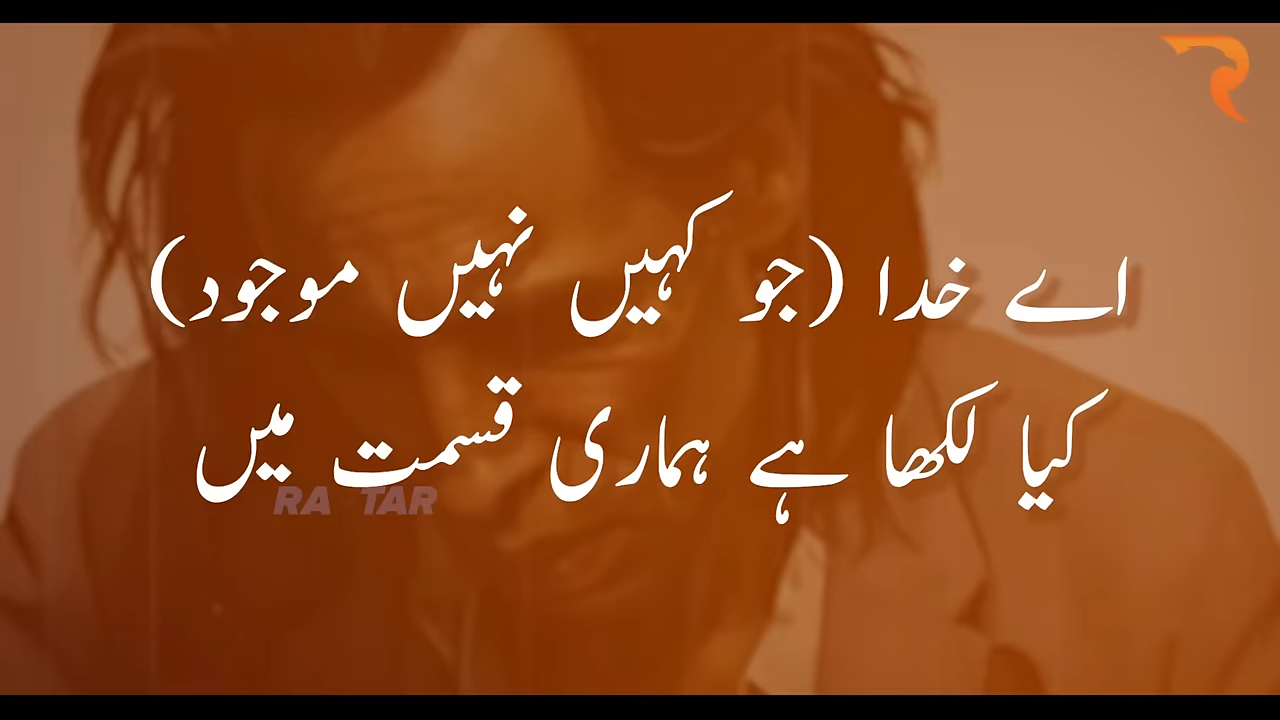 اے خدا (جو کہیں نہیں موجود)
کیا لکھا ہے ہماری قسمت میں
RA TAR